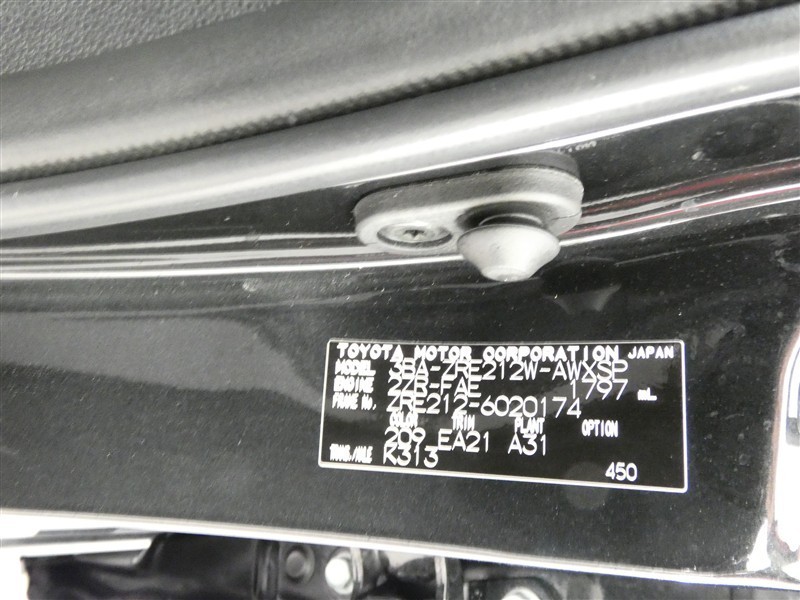 TOYOTA MOTOR CORPORATION JAPAN
MODEL 3BA-ZRE212W-AWXSP
ENGINE 2ZR-FAE 1797 mL
FRAME No. ZRE212-6020174
COLOR TRIM PLANT OPTION
209 EA21 A31
TRANS./AXLE K313
450